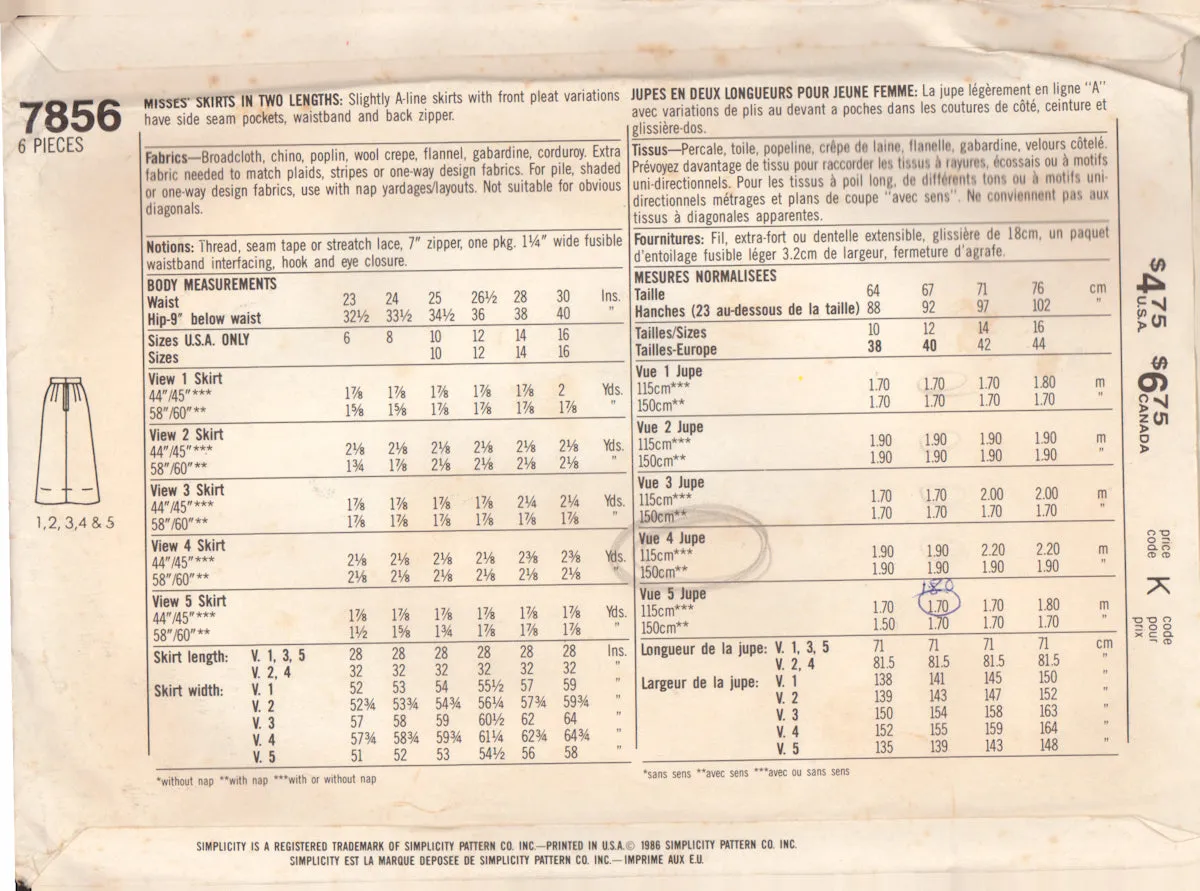 7856
6 PIECES
MISSES' SKIRTS IN TWO LENGTHS: Slightly A-line skirts with front pleat variations
have side seam pockets, waistband and back zipper.
Fabrics—Broadcloth, chino, poplin, wool crepe, flannel, gabardine, corduroy. Extra
fabric needed to match plaids, stripes or one-way design fabrics. For pile, shaded
or one-way design fabrics, use with nap yardages/layouts. Not suitable for obvious
diagonals.
Notions: Thread, seam tape or streatch lace, 7" zipper, one pkg. 1¼" wide fusible
waistband interfacing, hook and eye closure.
BODY MEASUREMENTS
Waist 23 24 25 26½ 28 30 Ins.
Hip-9" below waist 32½ 33½ 34½ 36 38 40 "
Sizes U.S.A. ONLY 6 8 10 12 14 16
Sizes 10 12 14 16
View 1 Skirt
44"/45"*** 1⅞ 1⅞ 1⅞ 1⅞ 1⅞ 2 Yds.
58"/60"** 1⅝ 1⅝ 1⅞ 1⅞ 1⅞ 1⅞ "
View 2 Skirt
44"/45"*** 2⅛ 2⅛ 2⅛ 2⅛ 2⅛ 2⅛ Yds.
58"/60"** 1¾ 1⅞ 2⅛ 2⅛ 2⅛ 2⅛ "
View 3 Skirt
44"/45"*** 1⅞ 1⅞ 1⅞ 1⅞ 2¼ 2¼ Yds.
58"/60"** 1⅞ 1⅞ 1⅞ 1⅞ 1⅞ 1⅞ "
View 4 Skirt
44"/45"*** 2⅛ 2⅛ 2⅛ 2⅛ 2⅜ 2⅜ Yds.
58"/60"** 2⅛ 2⅛ 2⅛ 2⅛ 2⅛ 2⅛ "
View 5 Skirt
44"/45"*** 1⅞ 1⅞ 1⅞ 1⅞ 1⅞ 1⅞ Yds.
58"/60"** 1½ 1⅝ 1¾ 1⅞ 1⅞ 1⅞ "
Skirt length: V. 1, 3, 5 28 28 28 28 28 28 Ins.
V. 2, 4 32 32 32 32 32 32 "
Skirt width: V. 1 52 53 54 55½ 57 59 "
V. 2 52¾ 53¾ 54¾ 56¼ 57¾ 59¾ "
V. 3 57 58 59 60½ 62 64 "
V. 4 57¾ 58¾ 59¾ 61¼ 62¾ 64¾ "
V. 5 51 52 53 54½ 56 58 "
*without nap **with nap ***with or without nap
1,2, 3,4 & 5
JUPES EN DEUX LONGUEURS POUR JEUNE FEMME: La jupe légèrement en ligne "A"
avec variations de plis au devant a poches dans les coutures de côté, ceinture et
glissière-dos.
Tissus—Percale, toile, popeline, crêpe de laine, flanelle, gabardine, velours côtelé.
Prévoyez davantage de tissu pour raccorder les tissus à rayures, écossais ou à motifs
uni-directionnels. Pour les tissus à poil long, de différents tons ou à motifs uni-
directionnels métrages et plans de coupe "avec sens". Ne conviennent pas aux
tissus à diagonales apparentes.
Fournitures: Fil, extra-fort ou dentelle extensible, glissière de 18cm, un paquet
d'entoilage fusible léger 3.2cm de largeur, fermeture d'agrafe.
MESURES NORMALISEES
Taille 64 67 71 76 cm
Hanches (23 au-dessous de la taille) 88 92 97 102 "
Tailles/Sizes 10 12 14 16
Tailles-Europe 38 40 42 44
Vue 1 Jupe
115cm*** 1.70 1.70 1.70 1.80 m
150cm** 1.70 1.70 1.70 1.70 "
Vue 2 Jupe
115cm*** 1.90 1.90 1.90 1.90 m
150cm** 1.90 1.90 1.90 1.90 "
Vue 3 Jupe
115cm*** 1.70 1.70 2.00 2.00 m
150cm** 1.70 1.70 1.70 1.70 "
Vue 4 Jupe
115cm*** 1.90 1.90 2.20 2.20 m
150cm** 1.90 1.90 1.90 1.90 "
Vue 5 Jupe 180
115cm*** 1.70 1.70 1.70 1.80 m
150cm** 1.50 1.70 1.70 1.70 "
Longueur de la jupe: V. 1, 3, 5 71 71 71 71 cm
V. 2, 4 81.5 81.5 81.5 81.5 "
Largeur de la jupe: V. 1 138 141 145 150 "
V. 2 139 143 147 152 "
V. 3 150 154 158 163 "
V. 4 152 155 159 164 "
V. 5 135 139 143 148 "
*sans sens **avec sens ***avec ou sans sens
$4.75 U.S.A. $6.75 CANADA
price code K code pour prix
SIMPLICITY IS A REGISTERED TRADEMARK OF SIMPLICITY PATTERN CO. INC.—PRINTED IN U.S.A.© 1986 SIMPLICITY PATTERN CO. INC.
SIMPLICITY EST LA MARQUE DEPOSEE DE SIMPLICITY PATTERN CO. INC.—IMPRIME AUX E.U.